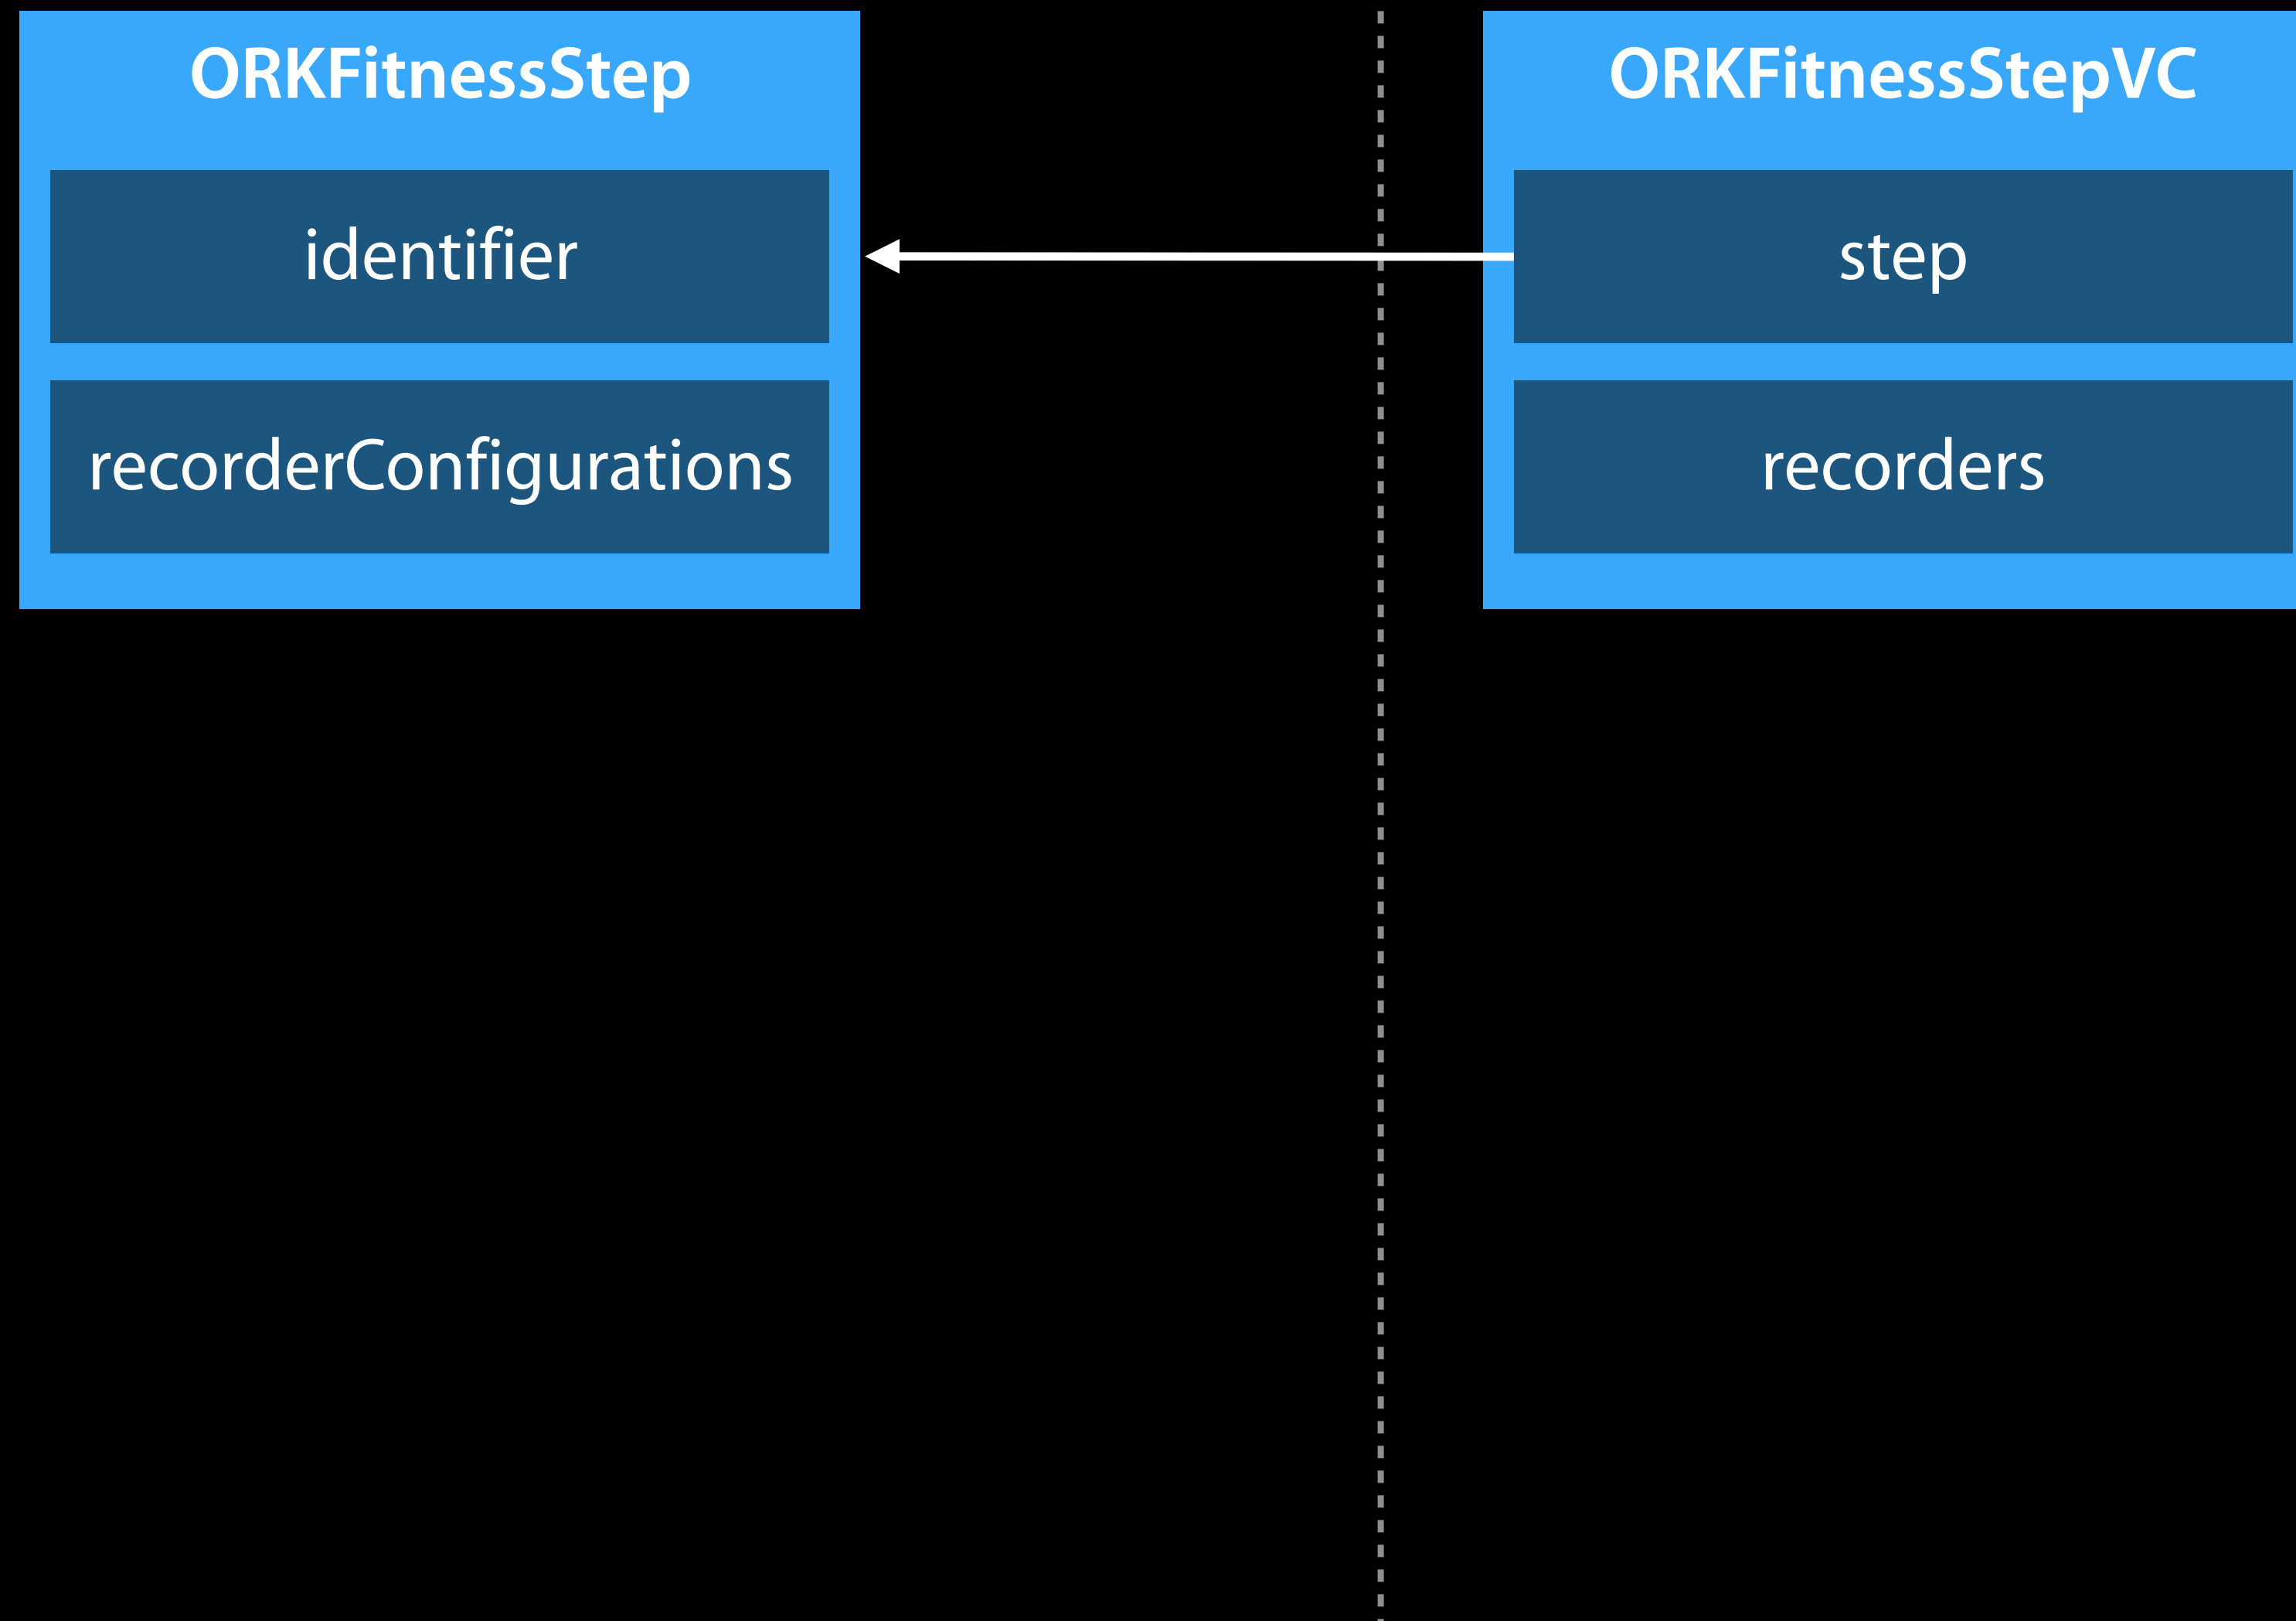 ORKFitnessStep
identifier
recorderConfigurations
ORKFitnessStepVC
step
recorders